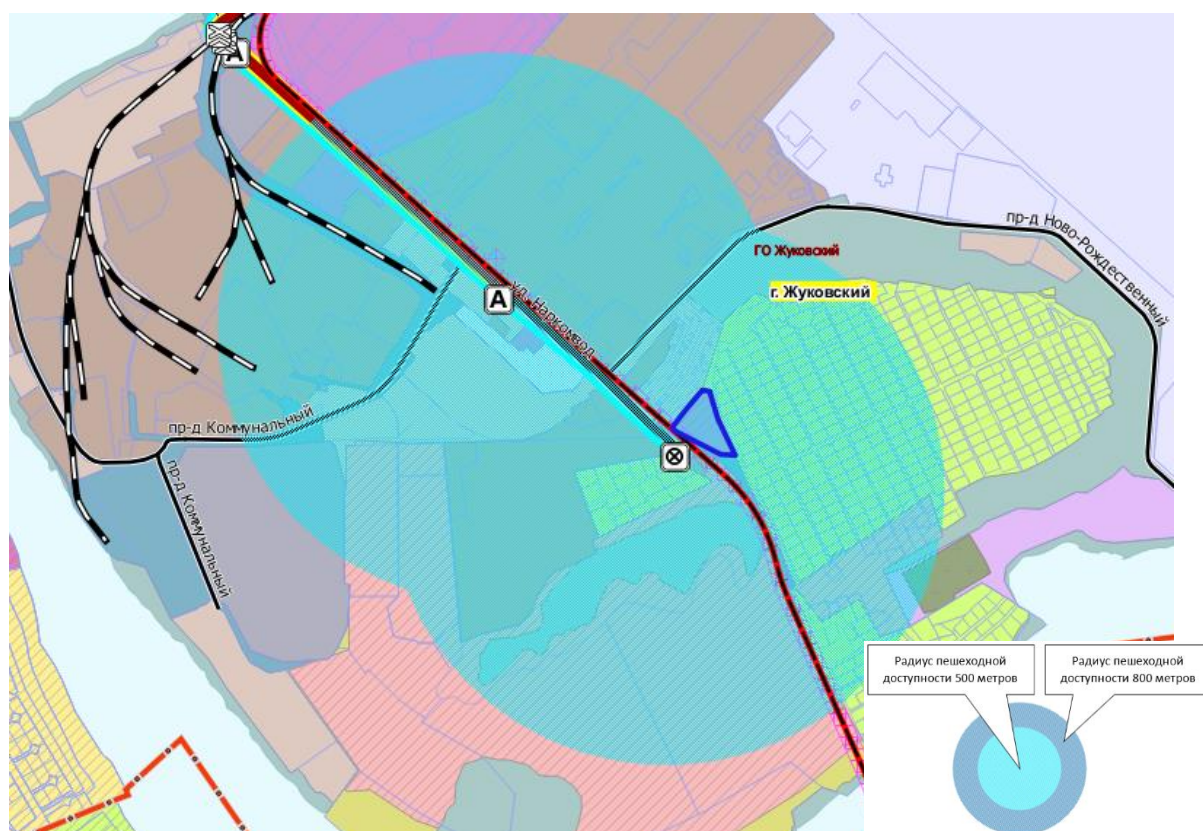 А
пр-д Ново-Рождественный
ГО Жуковский
г. Жуковский
А
ул. Наркомвод
пр-д Коммунальный
пр-д Коммунальный
Радиус пешеходной
доступности 500 метров
Радиус пешеходной
доступности 800 метров